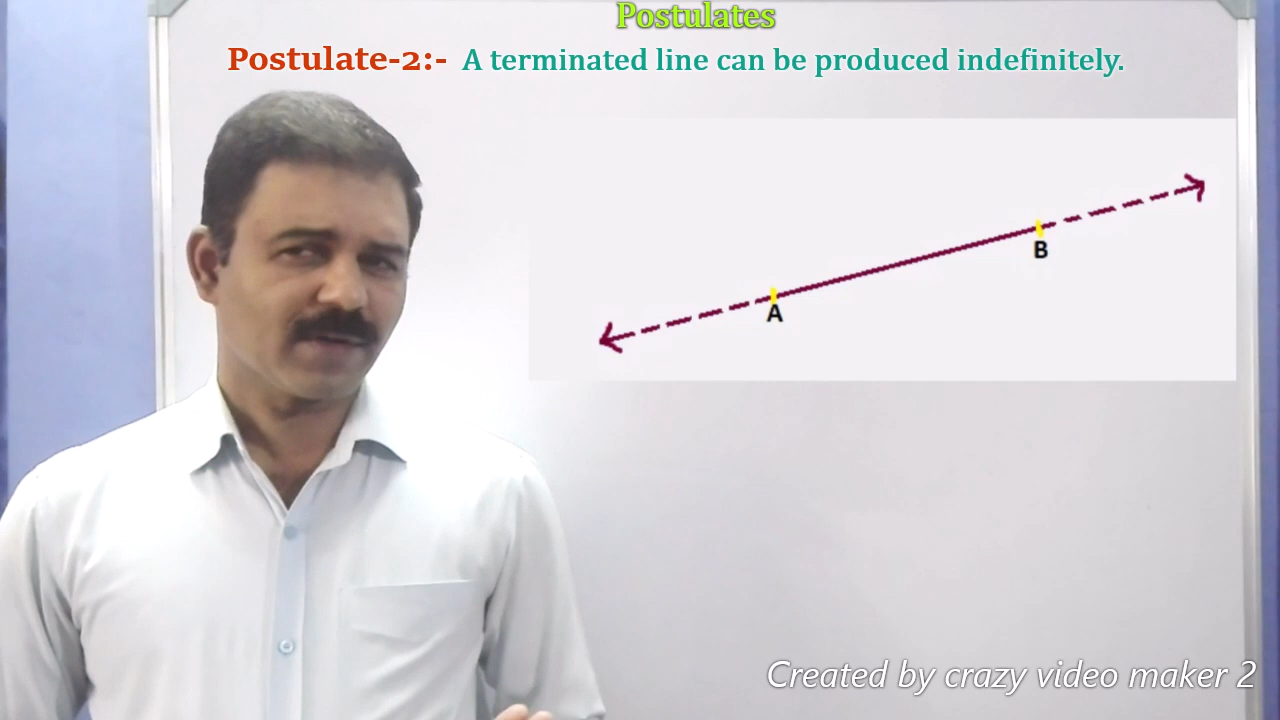 Postulates
Postulate-2:- A terminated line can be produced indefinitely.
B
A
Created by crazy video maker 2